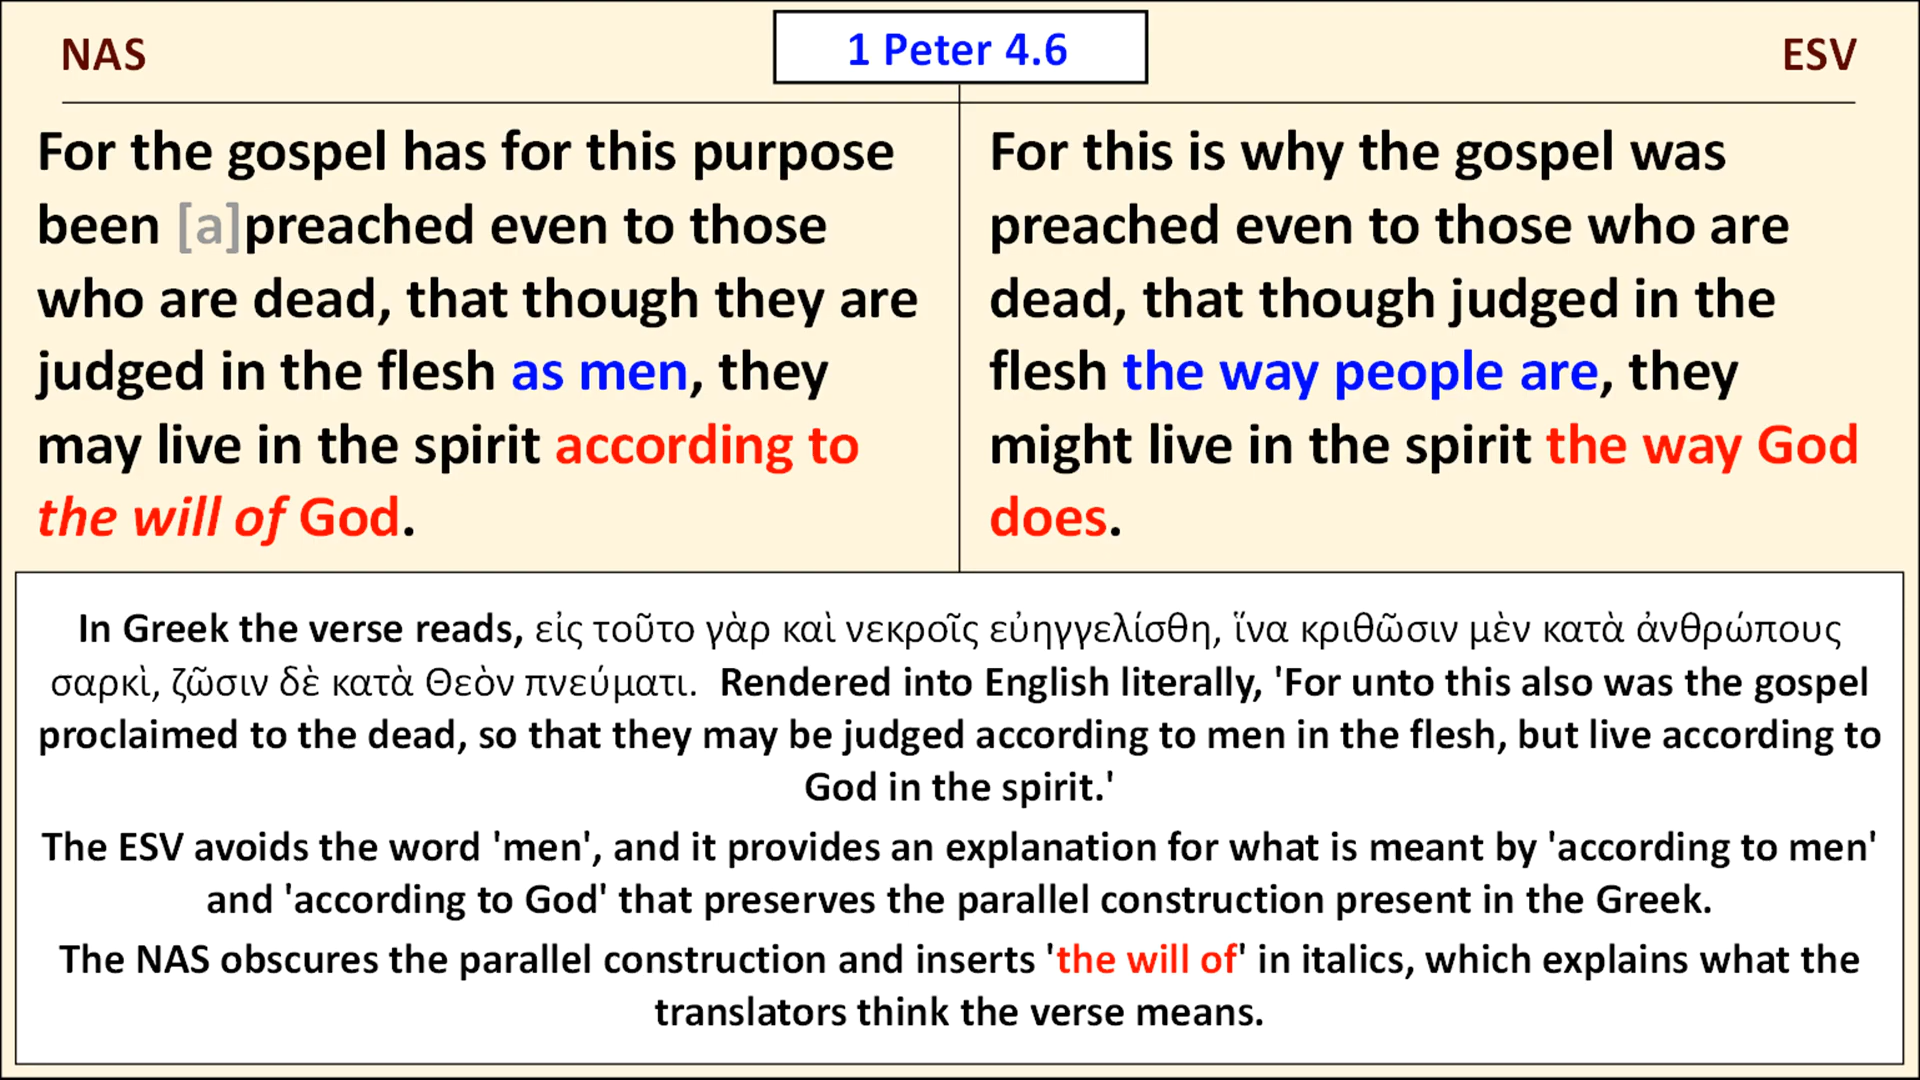 NAS
1 Peter 4.6
ESV
For the gospel has for this purpose
been [a]preached even to those
who are dead, that though they are
judged in the flesh as men, they
may live in the spirit according to
the will of God.
For this is why the gospel was
preached even to those who are
dead, that though judged in the
flesh the way people are, they
might live in the spirit the way God
does.
In Greek the verse reads, εἰς τοῦτο γὰρ καὶ νεκροῖς εὐηγγελίσθη, ἵνα κριθῶσιν μὲν κατὰ ἀνθρώπους
σαρκὶ, ζῶσιν δὲ κατὰ Θεὸν πνεύματι. Rendered into English literally, 'For unto this also was the gospel
proclaimed to the dead, so that they may be judged according to men in the flesh, but live according to
God in the spirit.'
The ESV avoids the word 'men', and it provides an explanation for what is meant by 'according to men'
and 'according to God' that preserves the parallel construction present in the Greek.
The NAS obscures the parallel construction and inserts 'the will of' in italics, which explains what the
translators think the verse means.